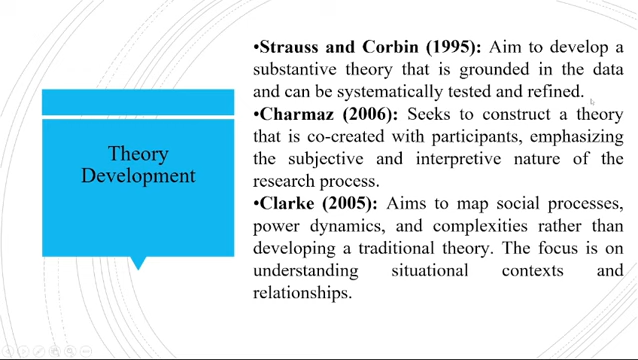 Theory
Development
•Strauss and Corbin (1995): Aim to develop a
substantive theory that is grounded in the data
and can be systematically tested and refined.
•Charmaz (2006): Seeks to construct a theory
that is co-created with participants, emphasizing
the subjective and interpretive nature of the
research process.
•Clarke (2005): Aims to map social processes,
power dynamics, and complexities rather than
developing a traditional theory. The focus is on
understanding situational contexts and
relationships.